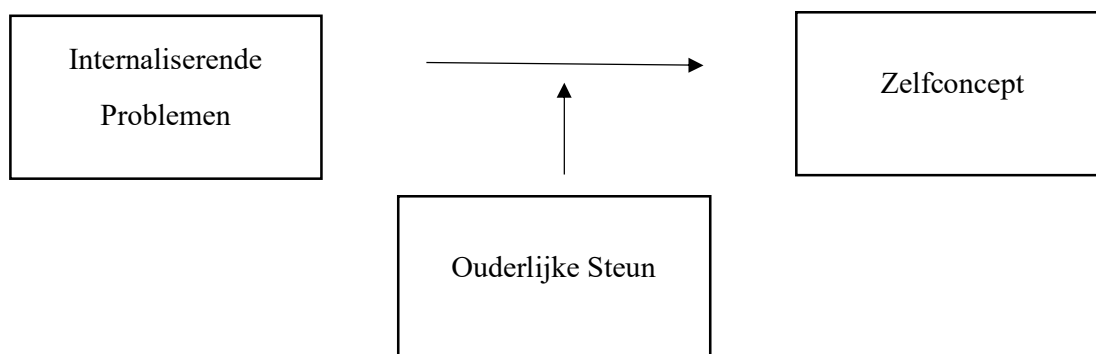 Internaliserende
Problemen
Zelfconcept
Ouderlijke Steun